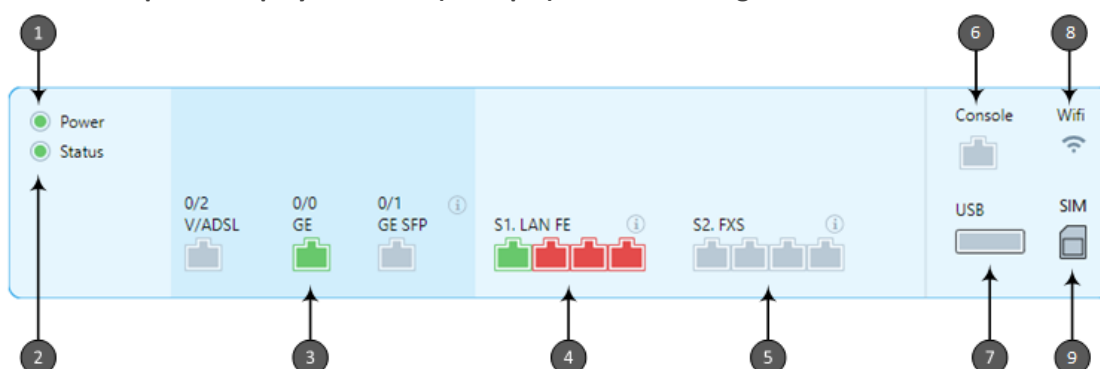 1
6
8
Power
Status
Console
Wifi
0/2
V/ADSL
0/0
GE
0/1
GE SFP
S1. LAN FE
S2. FXS
USB
SIM
2
3
4
5
7
9